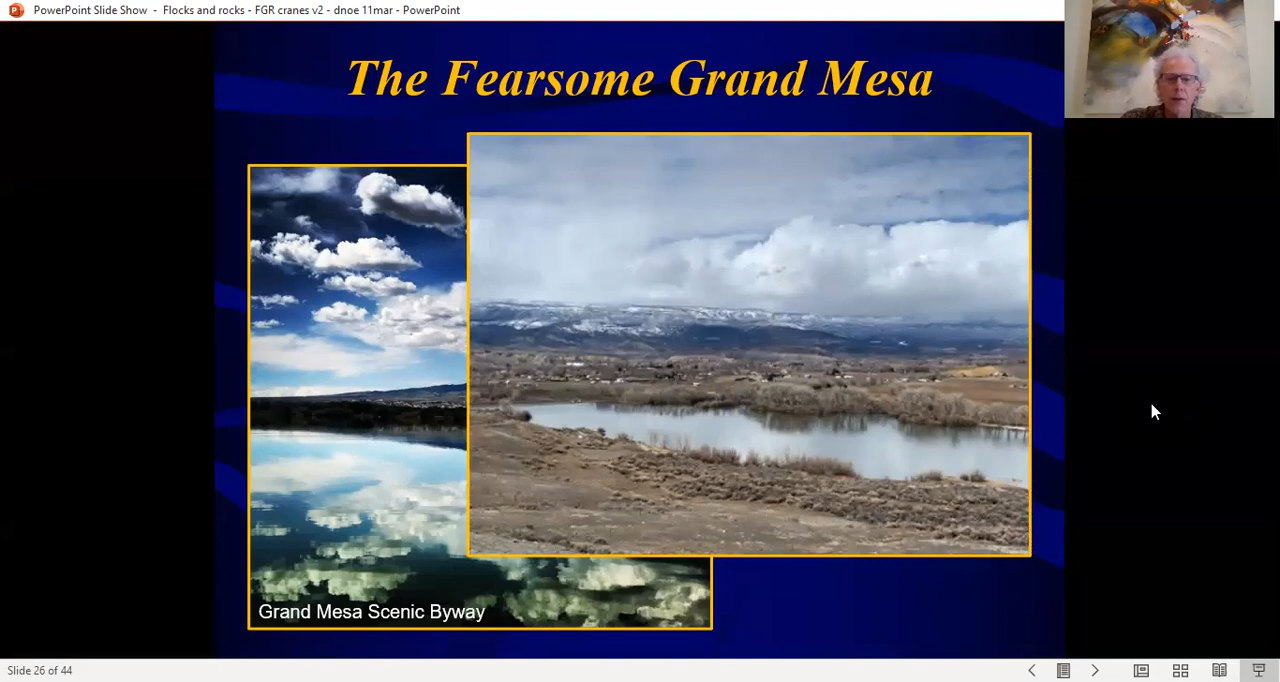 PowerPoint Slide Show - Flocks and rocks - FGR cranes v2 - dnoe 11mar - PowerPoint
The Fearsome Grand Mesa
Grand Mesa Scenic Byway
Slide 26 of 44